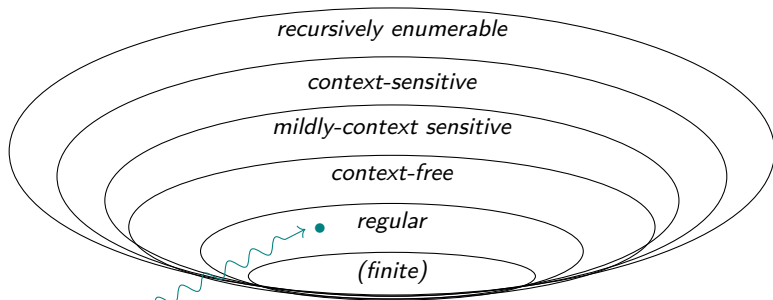 recursively enumerable
context-sensitive
mildly-context sensitive
context-free
regular
(finite)